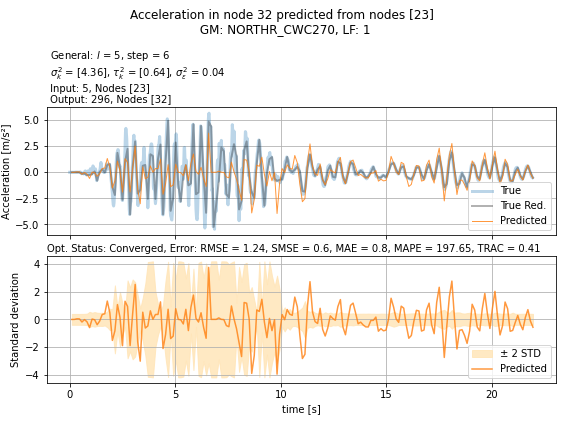 Acceleration in node 32 predicted from nodes [23]
GM: NORTHR_CWC270, LF: 1
General: l = 5, step = 6
σ²ₖ = [4.36], τ²ₖ = [0.64], σ²ε = 0.04
Input: 5, Nodes [23]
Output: 296, Nodes [32]
Acceleration [m/s²]
5.0
2.5
0.0
−2.5
−5.0
True
True Red.
Predicted
Opt. Status: Converged, Error: RMSE = 1.24, SMSE = 0.6, MAE = 0.8, MAPE = 197.65, TRAC = 0.41
Standard deviation
4
2
0
−2
−4
± 2 STD
Predicted
0
5
10
15
20
time [s]